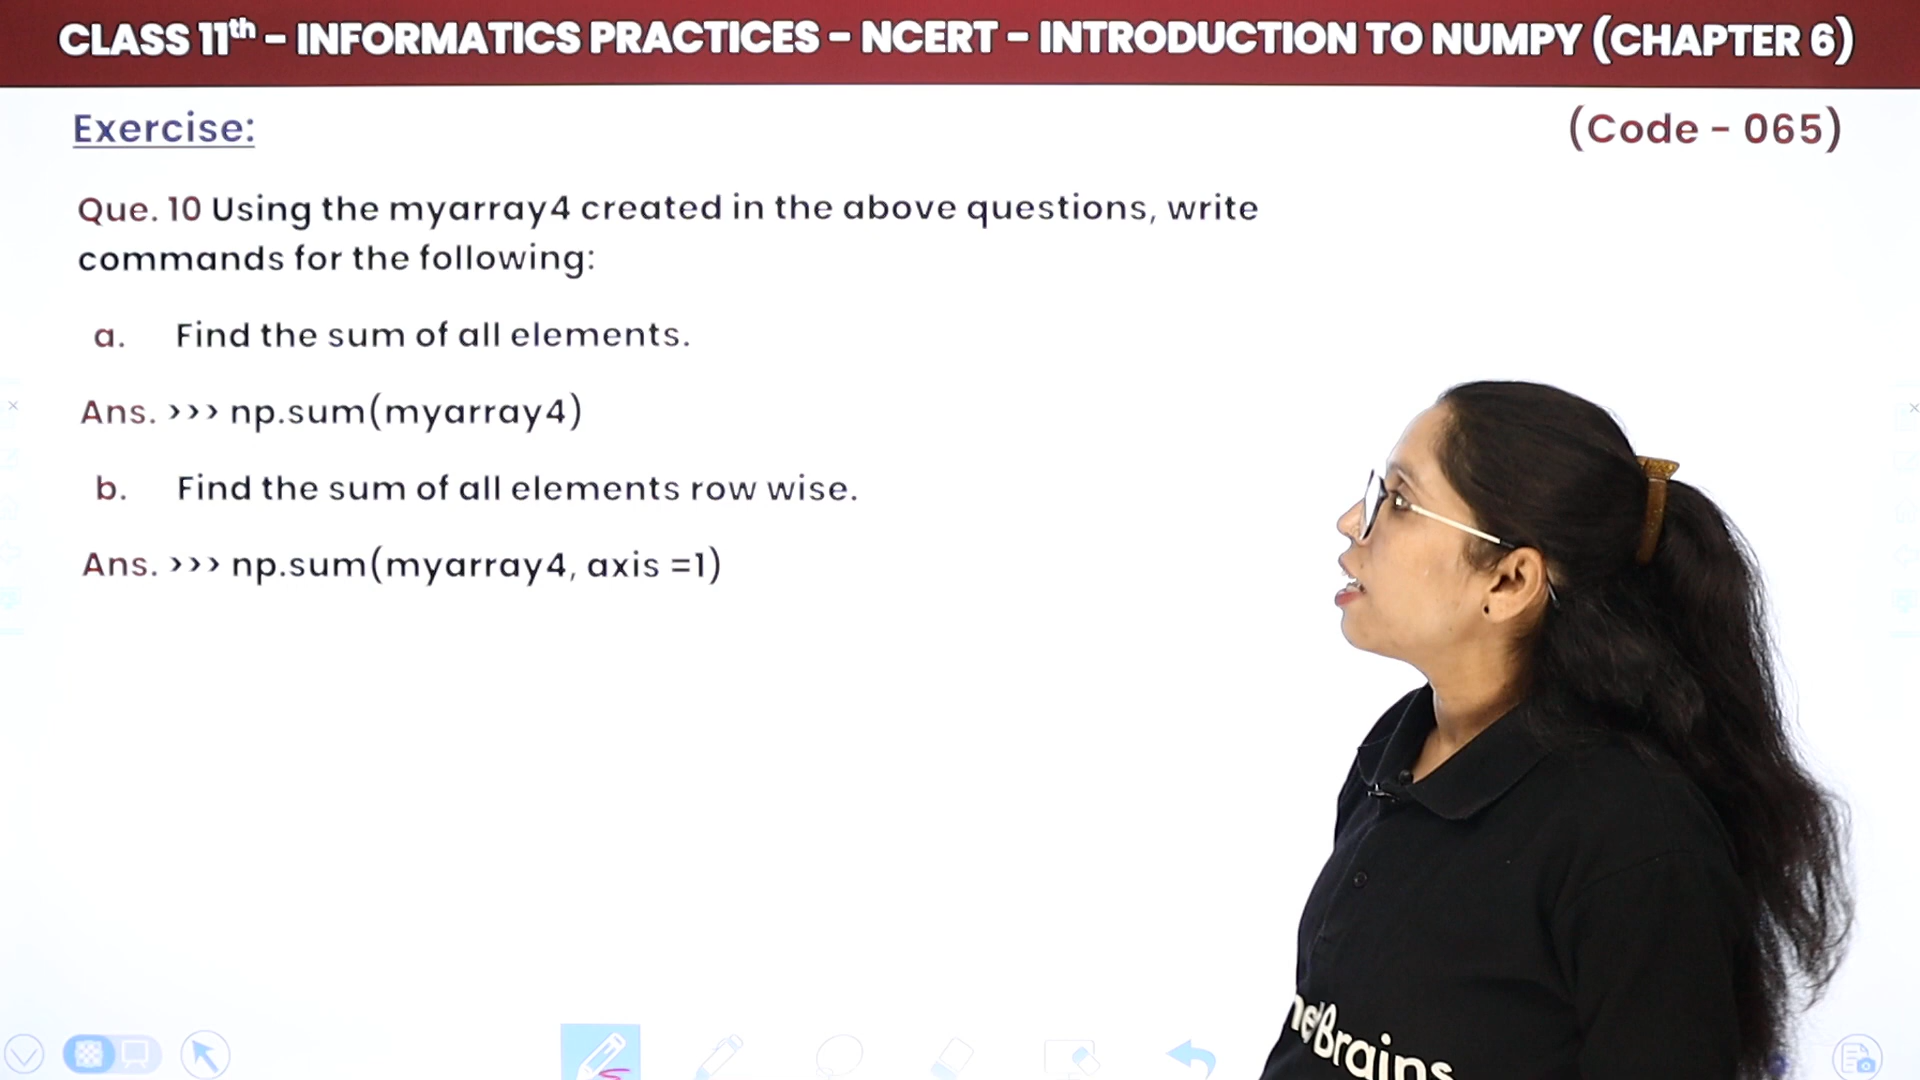 CLASS 11th - INFORMATICS PRACTICES - NCERT - INTRODUCTION TO NUMPY (CHAPTER 6)
Exercise:
(Code - 065)
Que. 10 Using the myarray4 created in the above questions, write
commands for the following:
a. Find the sum of all elements.
Ans. >>> np.sum(myarray4)
b. Find the sum of all elements row wise.
Ans. >>> np.sum(myarray4, axis =1)
Brains